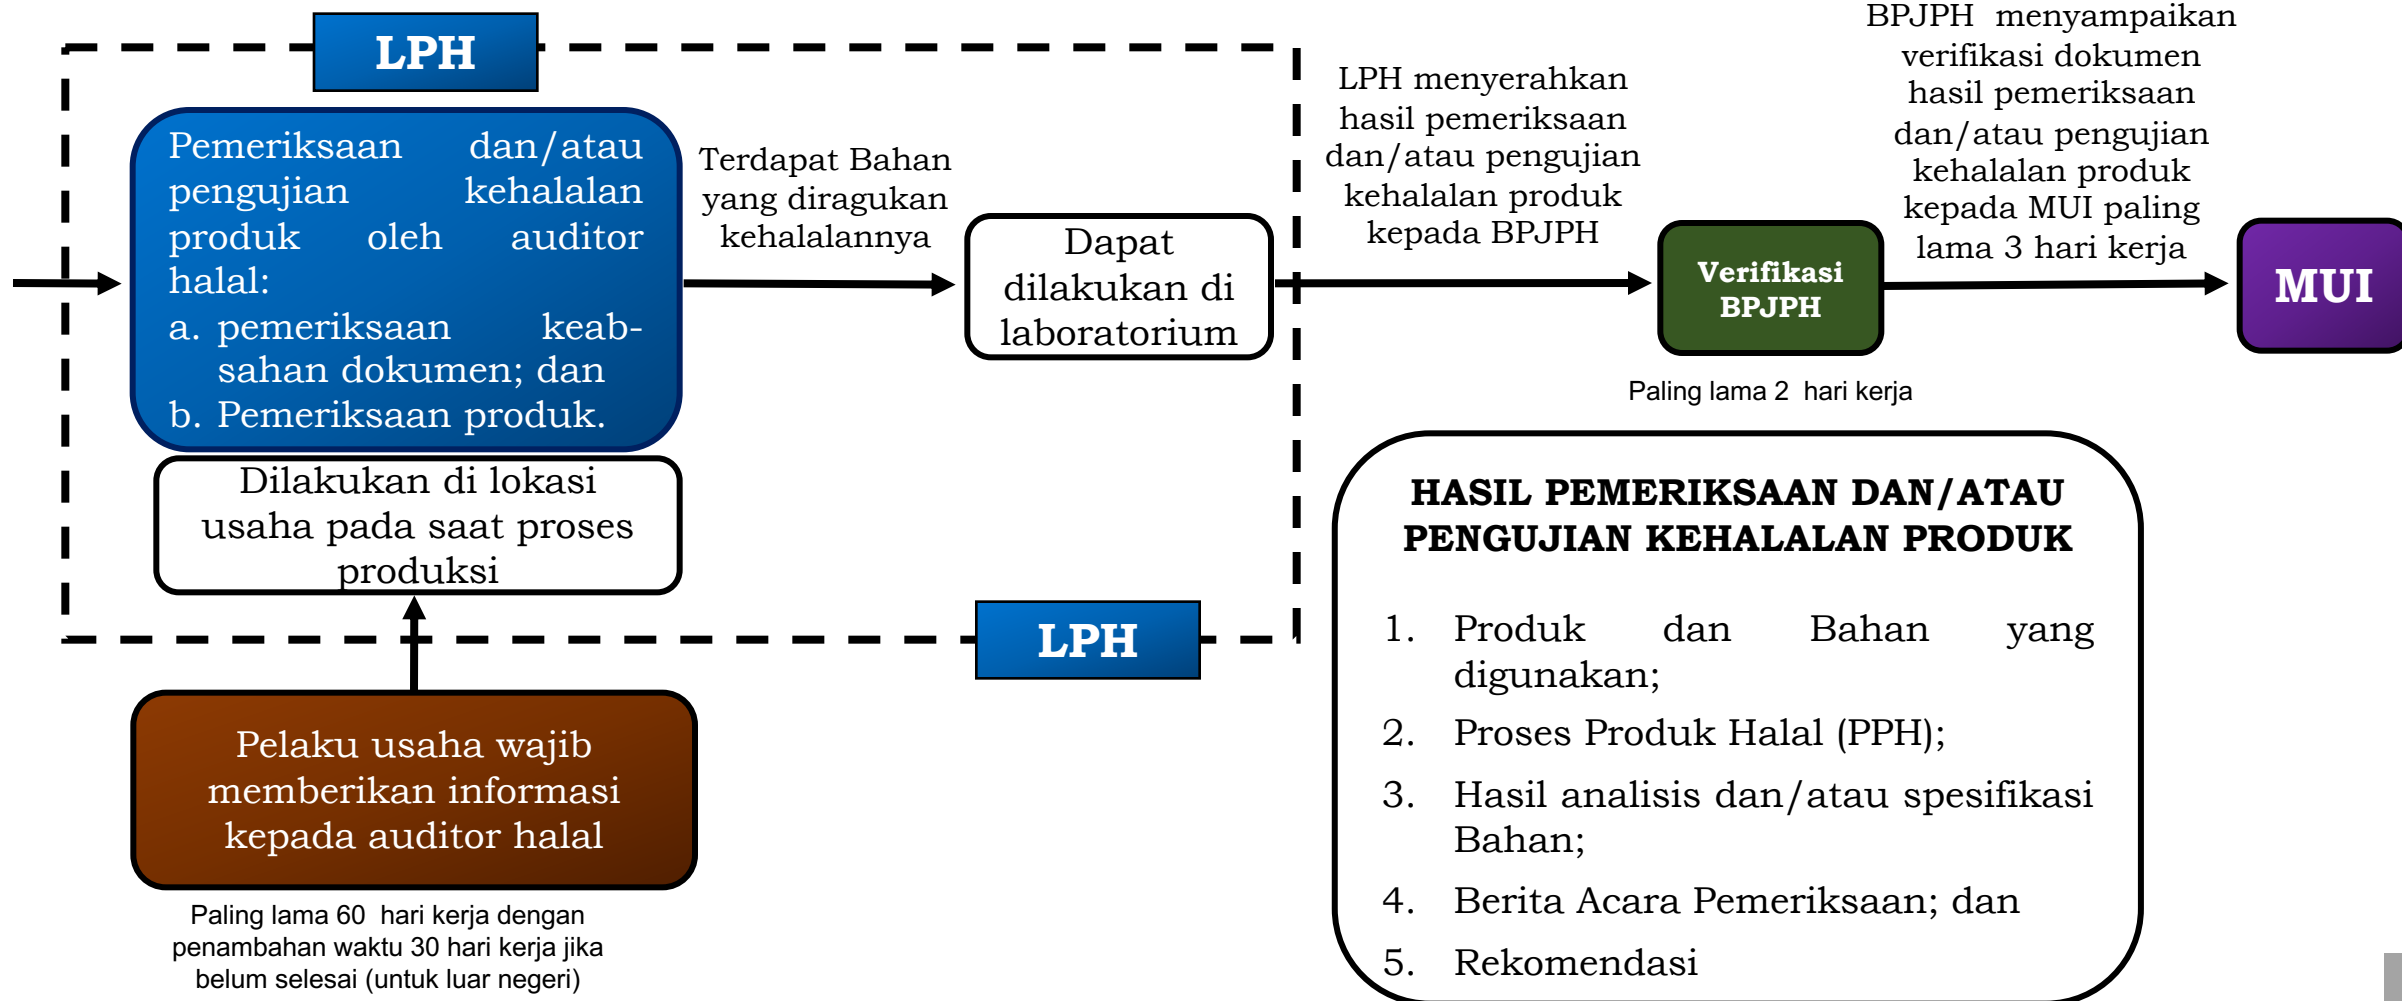 LPH
Pemeriksaan dan/atau
pengujian kehalalan
produk oleh auditor
halal:
a. pemeriksaan keab-
sahan dokumen; dan
b. Pemeriksaan produk.
Dilakukan di lokasi
usaha pada saat proses
produksi
Pelaku usaha wajib
memberikan informasi
kepada auditor halal
Paling lama 60 hari kerja dengan
penambahan waktu 30 hari kerja jika
belum selesai (untuk luar negeri)
Terdapat Bahan
yang diragukan
kehalalannya
Dapat
dilakukan di
laboratorium
LPH
LPH menyerahkan
hasil pemeriksaan
dan/atau pengujian
kehalalan produk
kepada BPJPH
Verifikasi
BPJPH
Paling lama 2 hari kerja
BPJPH menyampaikan
verifikasi dokumen
hasil pemeriksaan
dan/atau pengujian
kehalalan produk
kepada MUI paling
lama 3 hari kerja
MUI
HASIL PEMERIKSAAN DAN/ATAU
PENGUJIAN KEHALALAN PRODUK
1. Produk dan Bahan yang
digunakan;
2. Proses Produk Halal (PPH);
3. Hasil analisis dan/atau spesifikasi
Bahan;
4. Berita Acara Pemeriksaan; dan
5. Rekomendasi